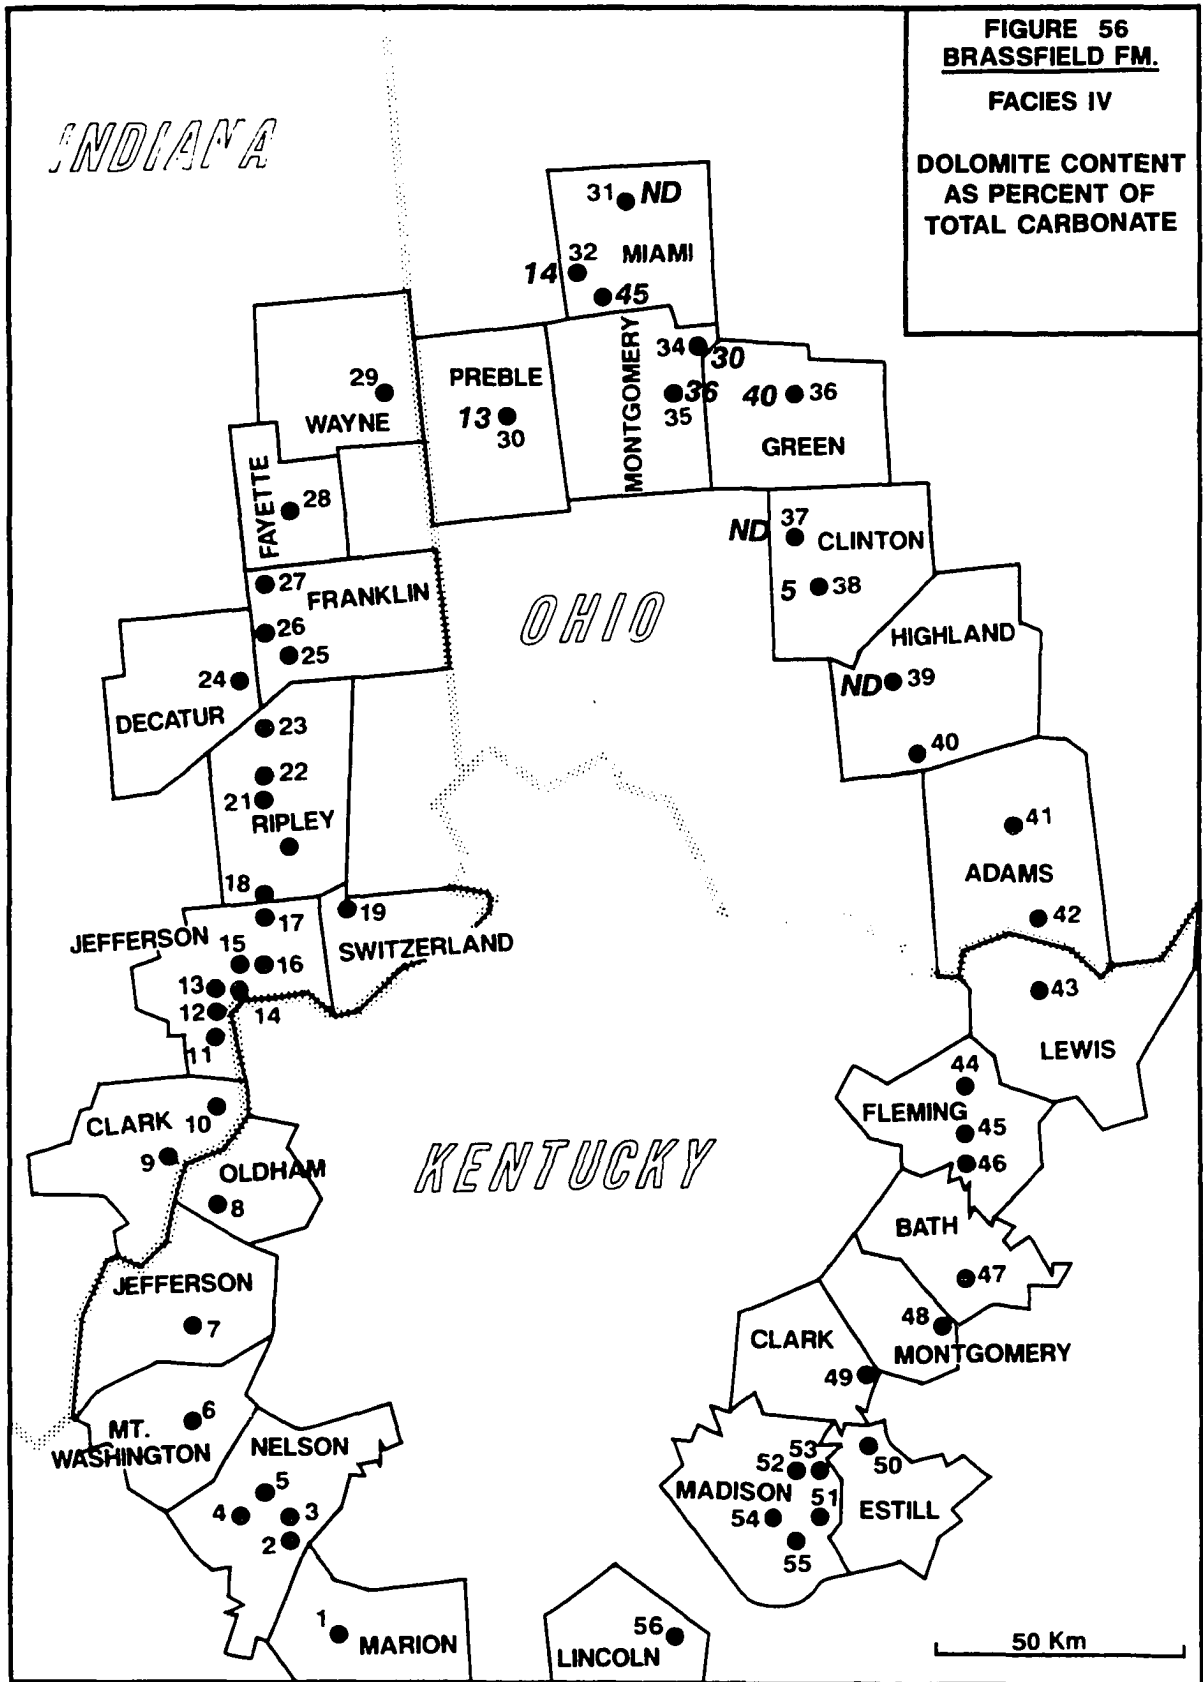 FIGURE 56
BRASSFIELD FM.
FACIES IV
DOLOMITE CONTENT
AS PERCENT OF
TOTAL CARBONATE
INDIANA
31 ND
32
MIAMI
14
45
MONTGOMERY
34
30
29
PREBLE
36
40 36
WAYNE
13
30
35
GREEN
FAYETTE
28
37
ND
CLINTON
27
FRANKLIN
5 38
OHIO
26
HIGHLAND
25
24
ND 39
DECATUR
23
40
22
21
RIPLEY
41
ADAMS
18
19
17
42
JEFFERSON
15
16
SWITZERLAND
13
14
43
12
11
LEWIS
44
10
CLARK
FLEMING
45
9
OLDHAM
KENTUCKY
46
8
BATH
JEFFERSON
47
7
48
CLARK
MONTGOMERY
49
6
MT.
WASHINGTON
NELSON
53
50
52
5
MADISON
51
4
3
54
ESTILL
2
55
1
MARION
56
LINCOLN
50 Km